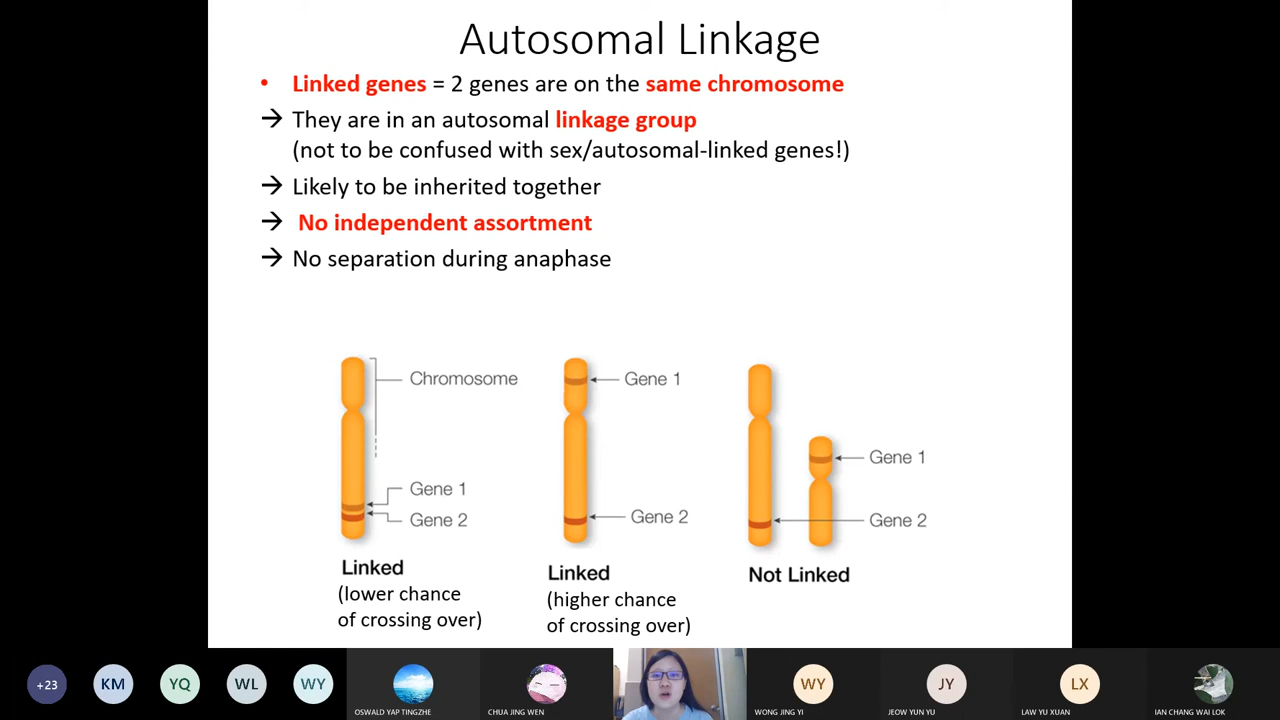 Autosomal Linkage
• Linked genes = 2 genes are on the same chromosome
→ They are in an autosomal linkage group
(not to be confused with sex/autosomal-linked genes!)
→ Likely to be inherited together
→ No independent assortment
→ No separation during anaphase
Chromosome
Gene 1
Gene 2
Linked
(lower chance
of crossing over)
Gene 1
Gene 2
Linked
(higher chance
of crossing over)
Gene 1
Gene 2
Not Linked
+23
KM
YQ
WL
WY
OSWALD YAP TINGZHE
CHUA JING WEN
WY
WONG JING YI
JY
JEOW YUN YU
LX
LAW YU XUAN
IAN CHANG WAI LOK